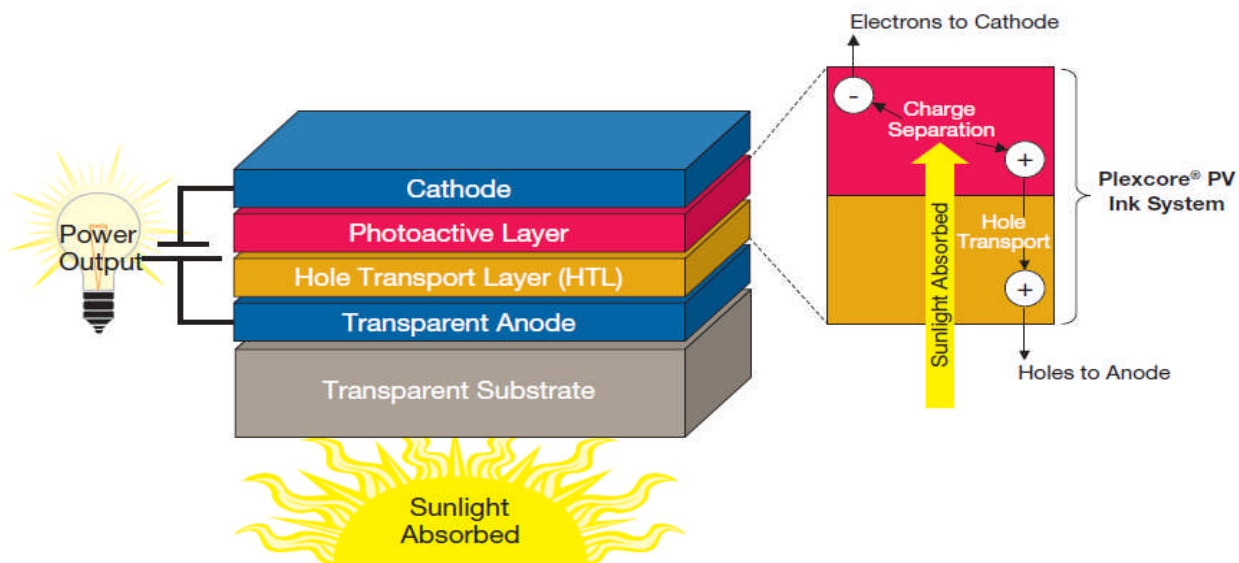 Power
Output
Cathode
Photoactive Layer
Hole Transport Layer (HTL)
Transparent Anode
Transparent Substrate
Sunlight
Absorbed
Electrons to Cathode
-
Charge
Separation
+
Hole
Transport
+
Sunlight Absorbed
Holes to Anode
Plexcore® PV
Ink System